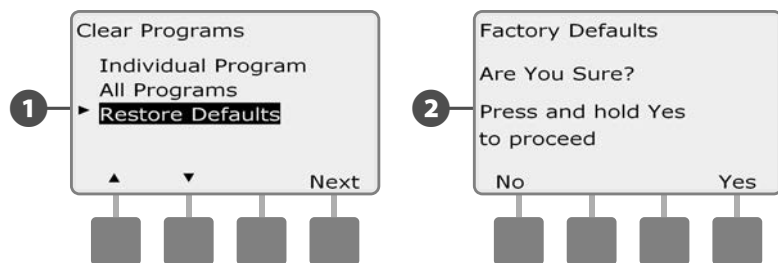 Clear Programs
Individual Program
All Programs
Restore Defaults
Next
1
Factory Defaults
Are You Sure?
Press and hold Yes
to proceed
No Yes
2